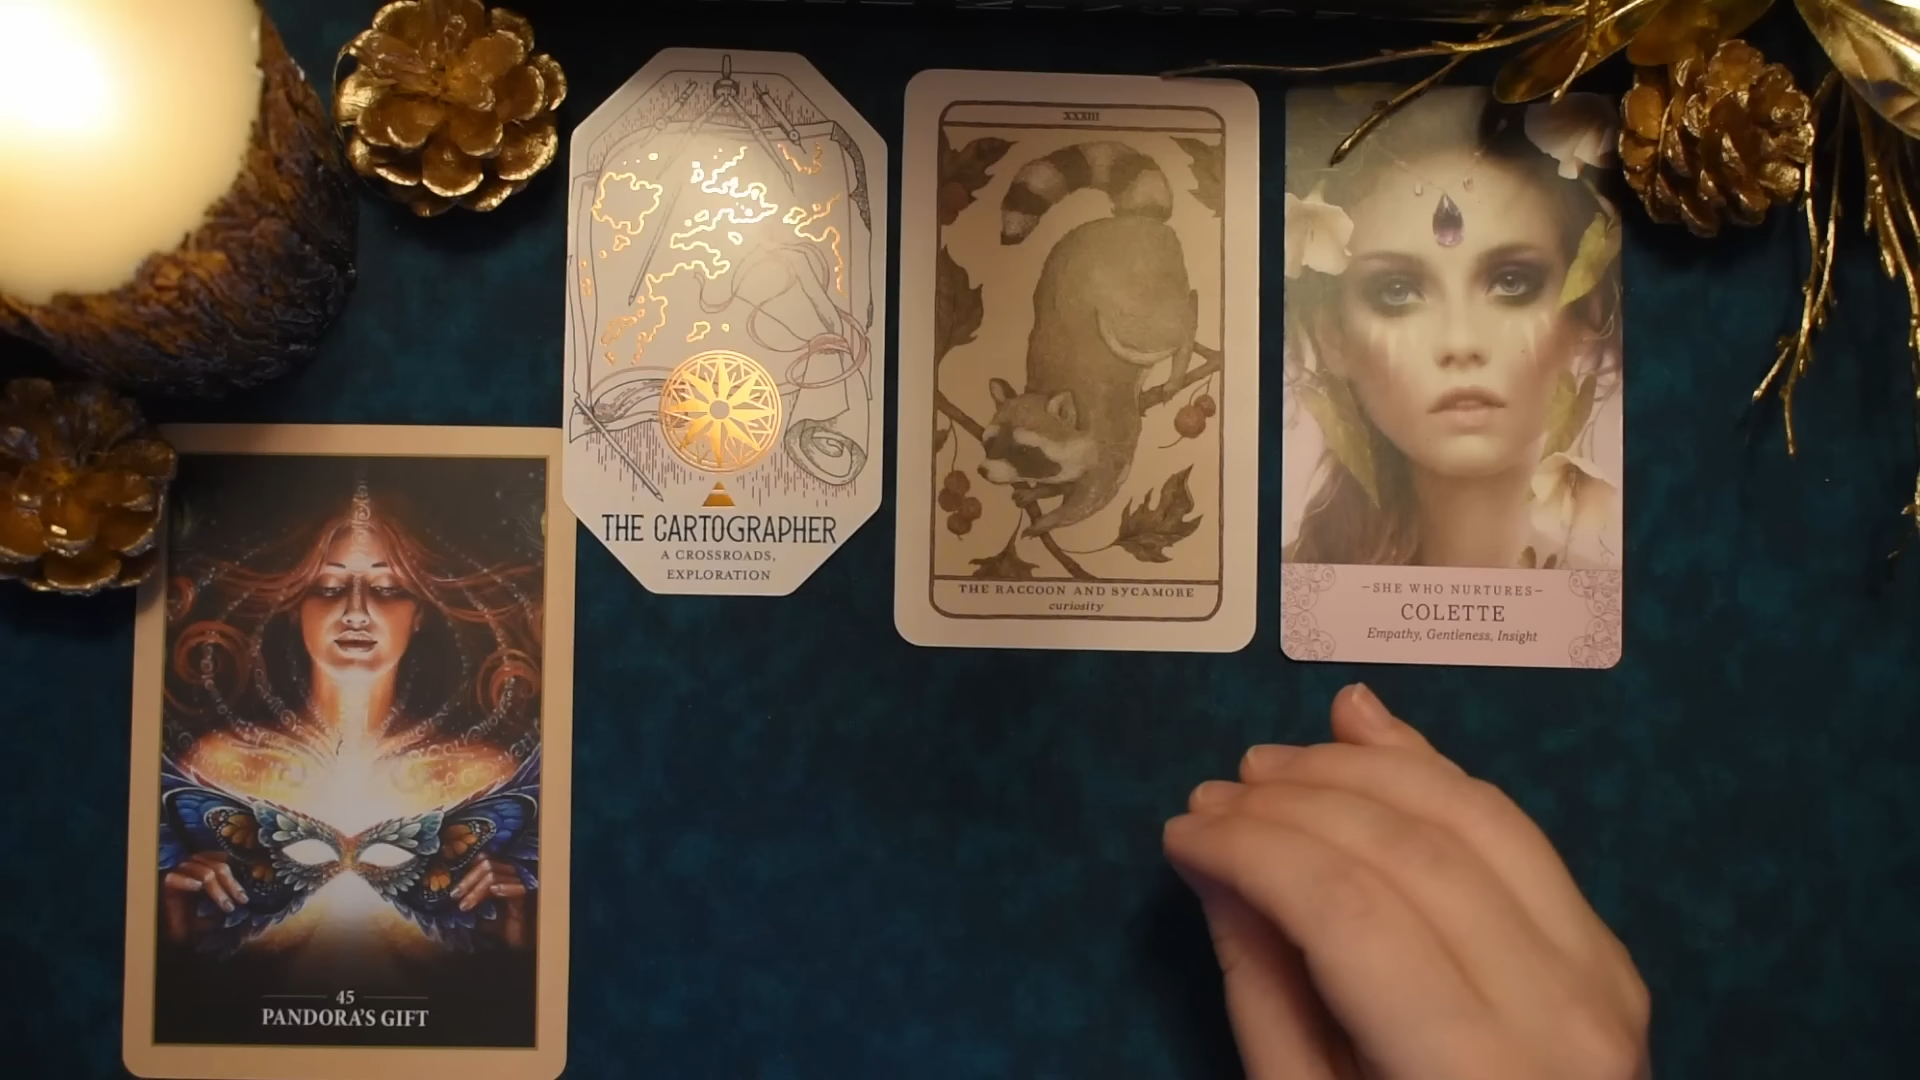 THE CARTOGRAPHER
A CROSSROADS,
EXPLORATION
XXXIII
THE RACCOON AND SYCAMORE
curiosity
-SHE WHO NURTURES-
COLETTE
Empathy, Gentleness, Insight
45
PANDORA'S GIFT